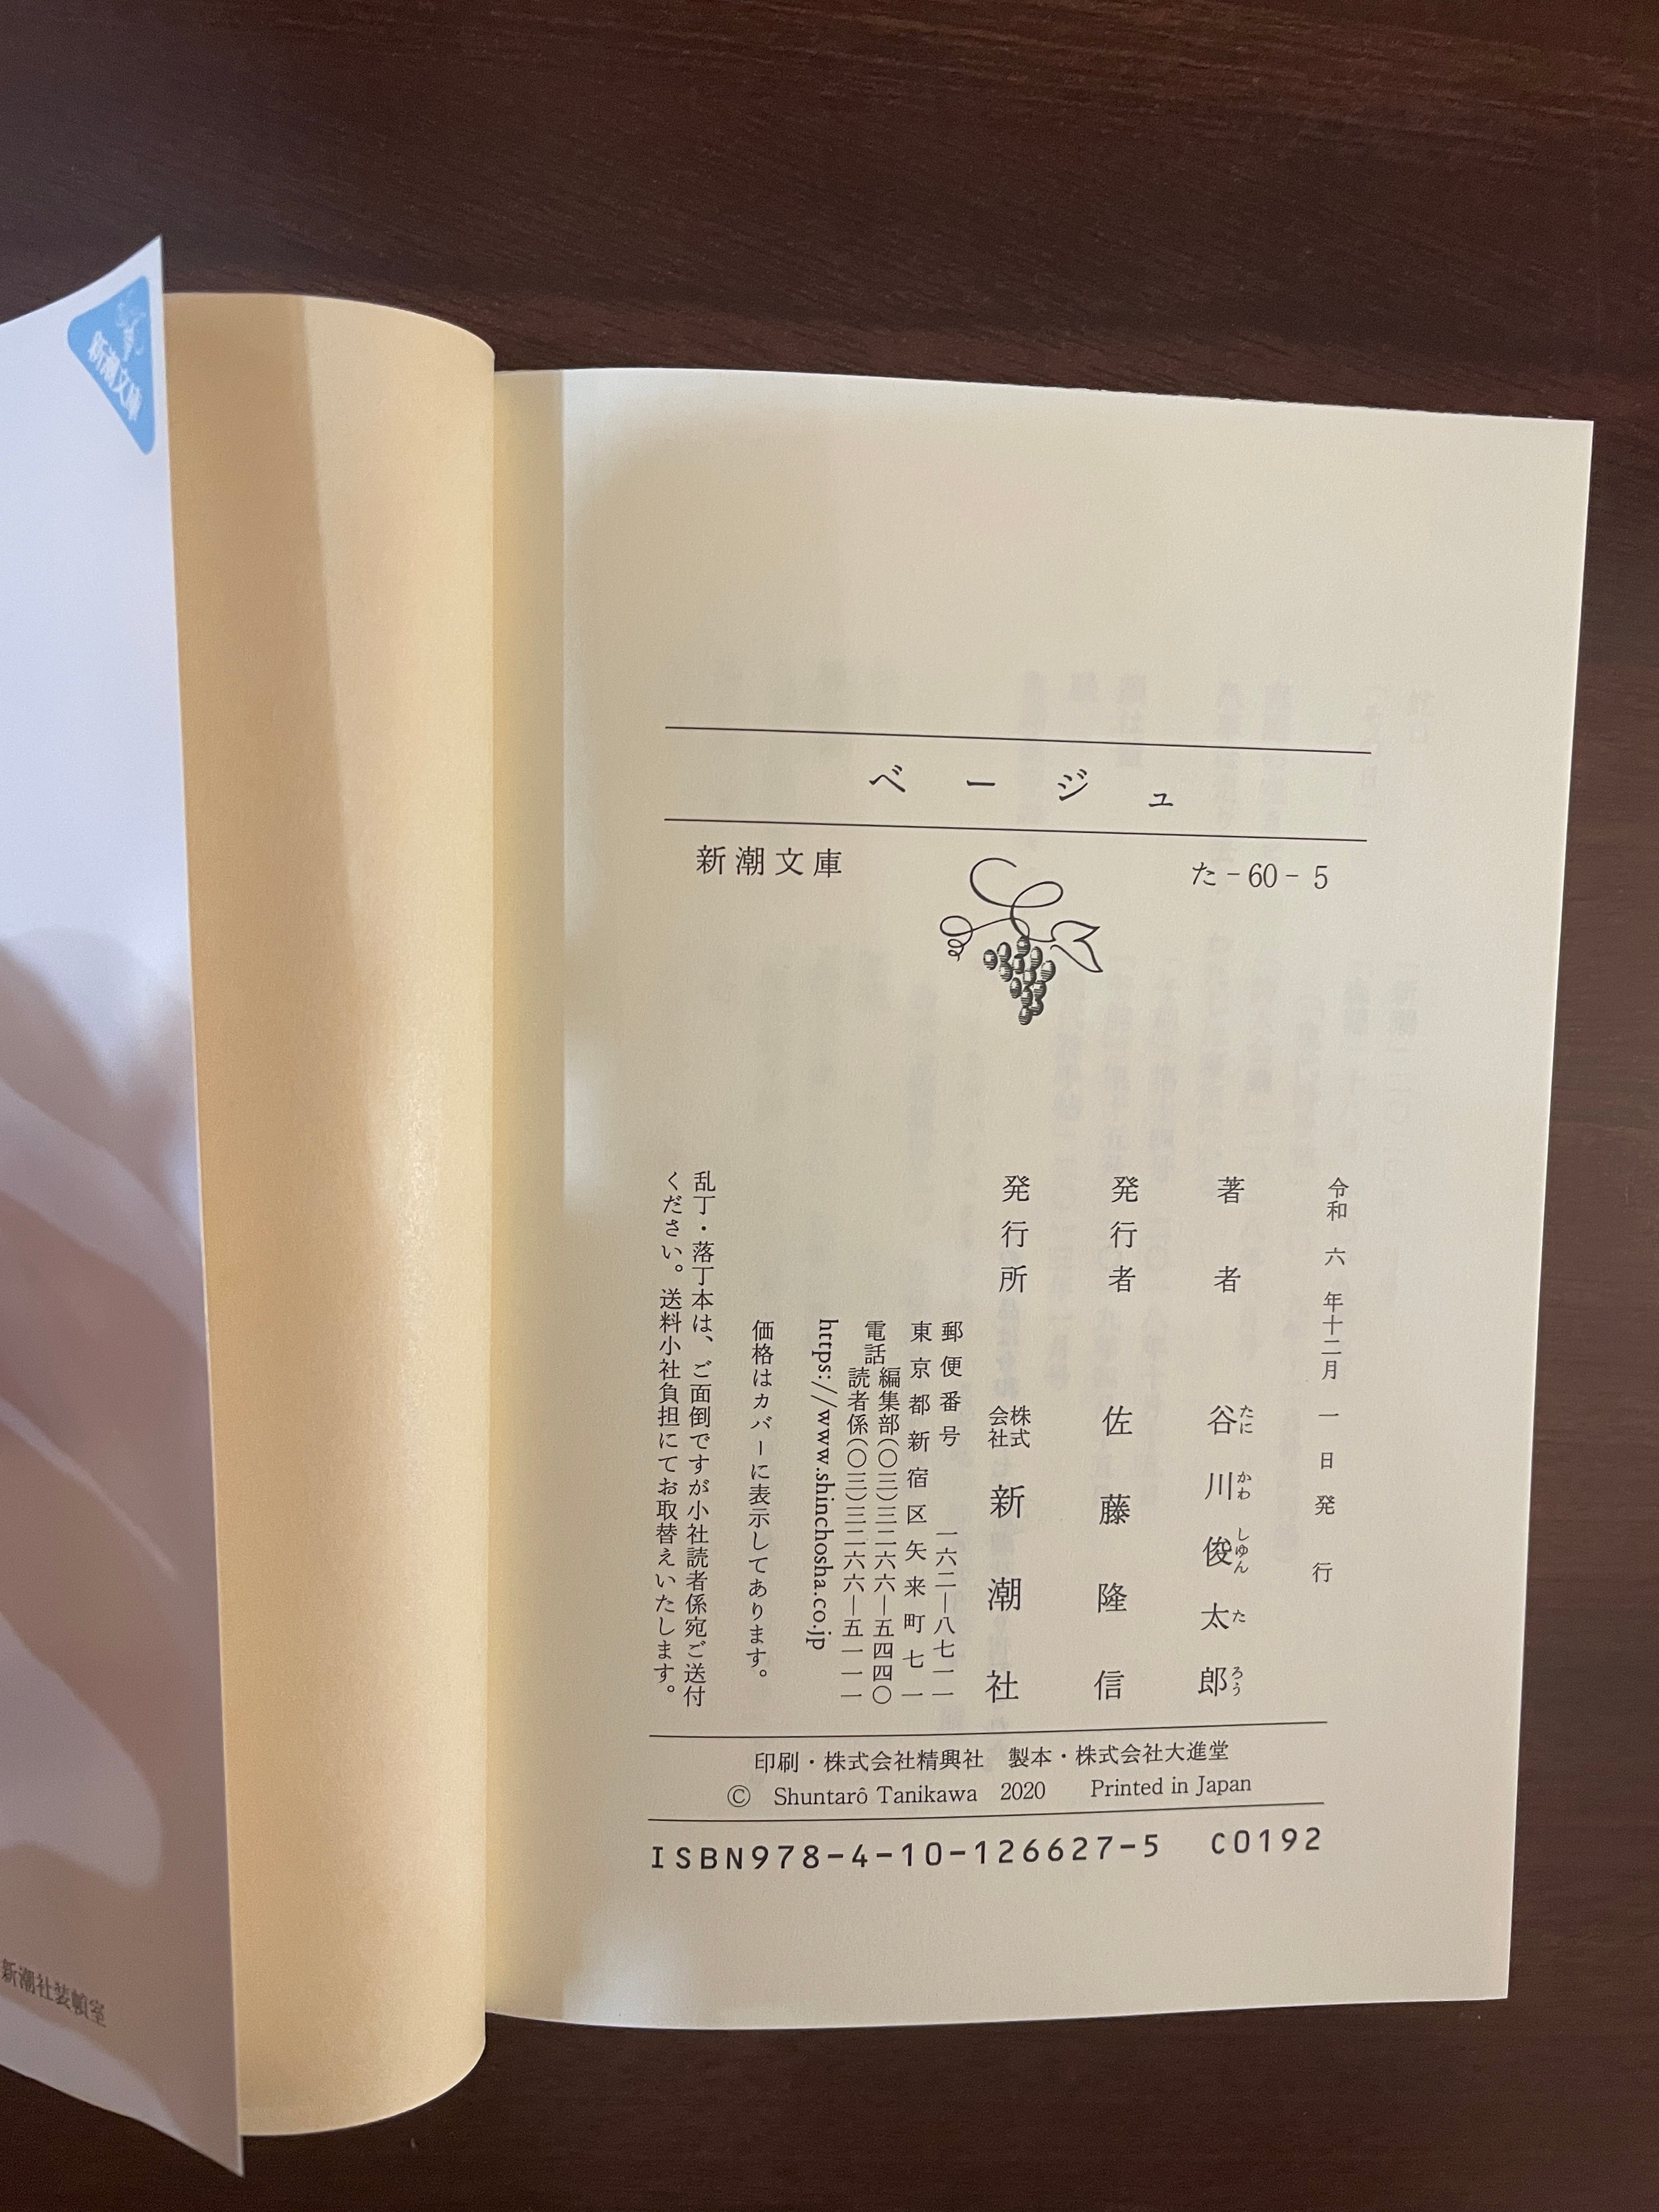 ベージュ
新潮文庫
た-60-5
令和六年十二月一日発行
著者 谷川俊太郎
たにかわしゅんたろう
発行者 佐藤隆信
発行所 株式会社 新潮社
郵便番号 一六二―八七一一
東京都新宿区矢来町七一
電話 編集部(〇三)三二六六―五四四〇
読者係(〇三)三二六六―五一一一
https://www.shinchosha.co.jp
価格はカバーに表示してあります。
乱丁・落丁本は、ご面倒ですが小社読者係宛ご送付
ください。送料小社負担にてお取替えいたします。
印刷・株式会社精興社 製本・株式会社大進堂
© Shuntarô Tanikawa 2020 Printed in Japan
ISBN978-4-10-126627-5 C0192
新潮文庫
新潮社装幀室